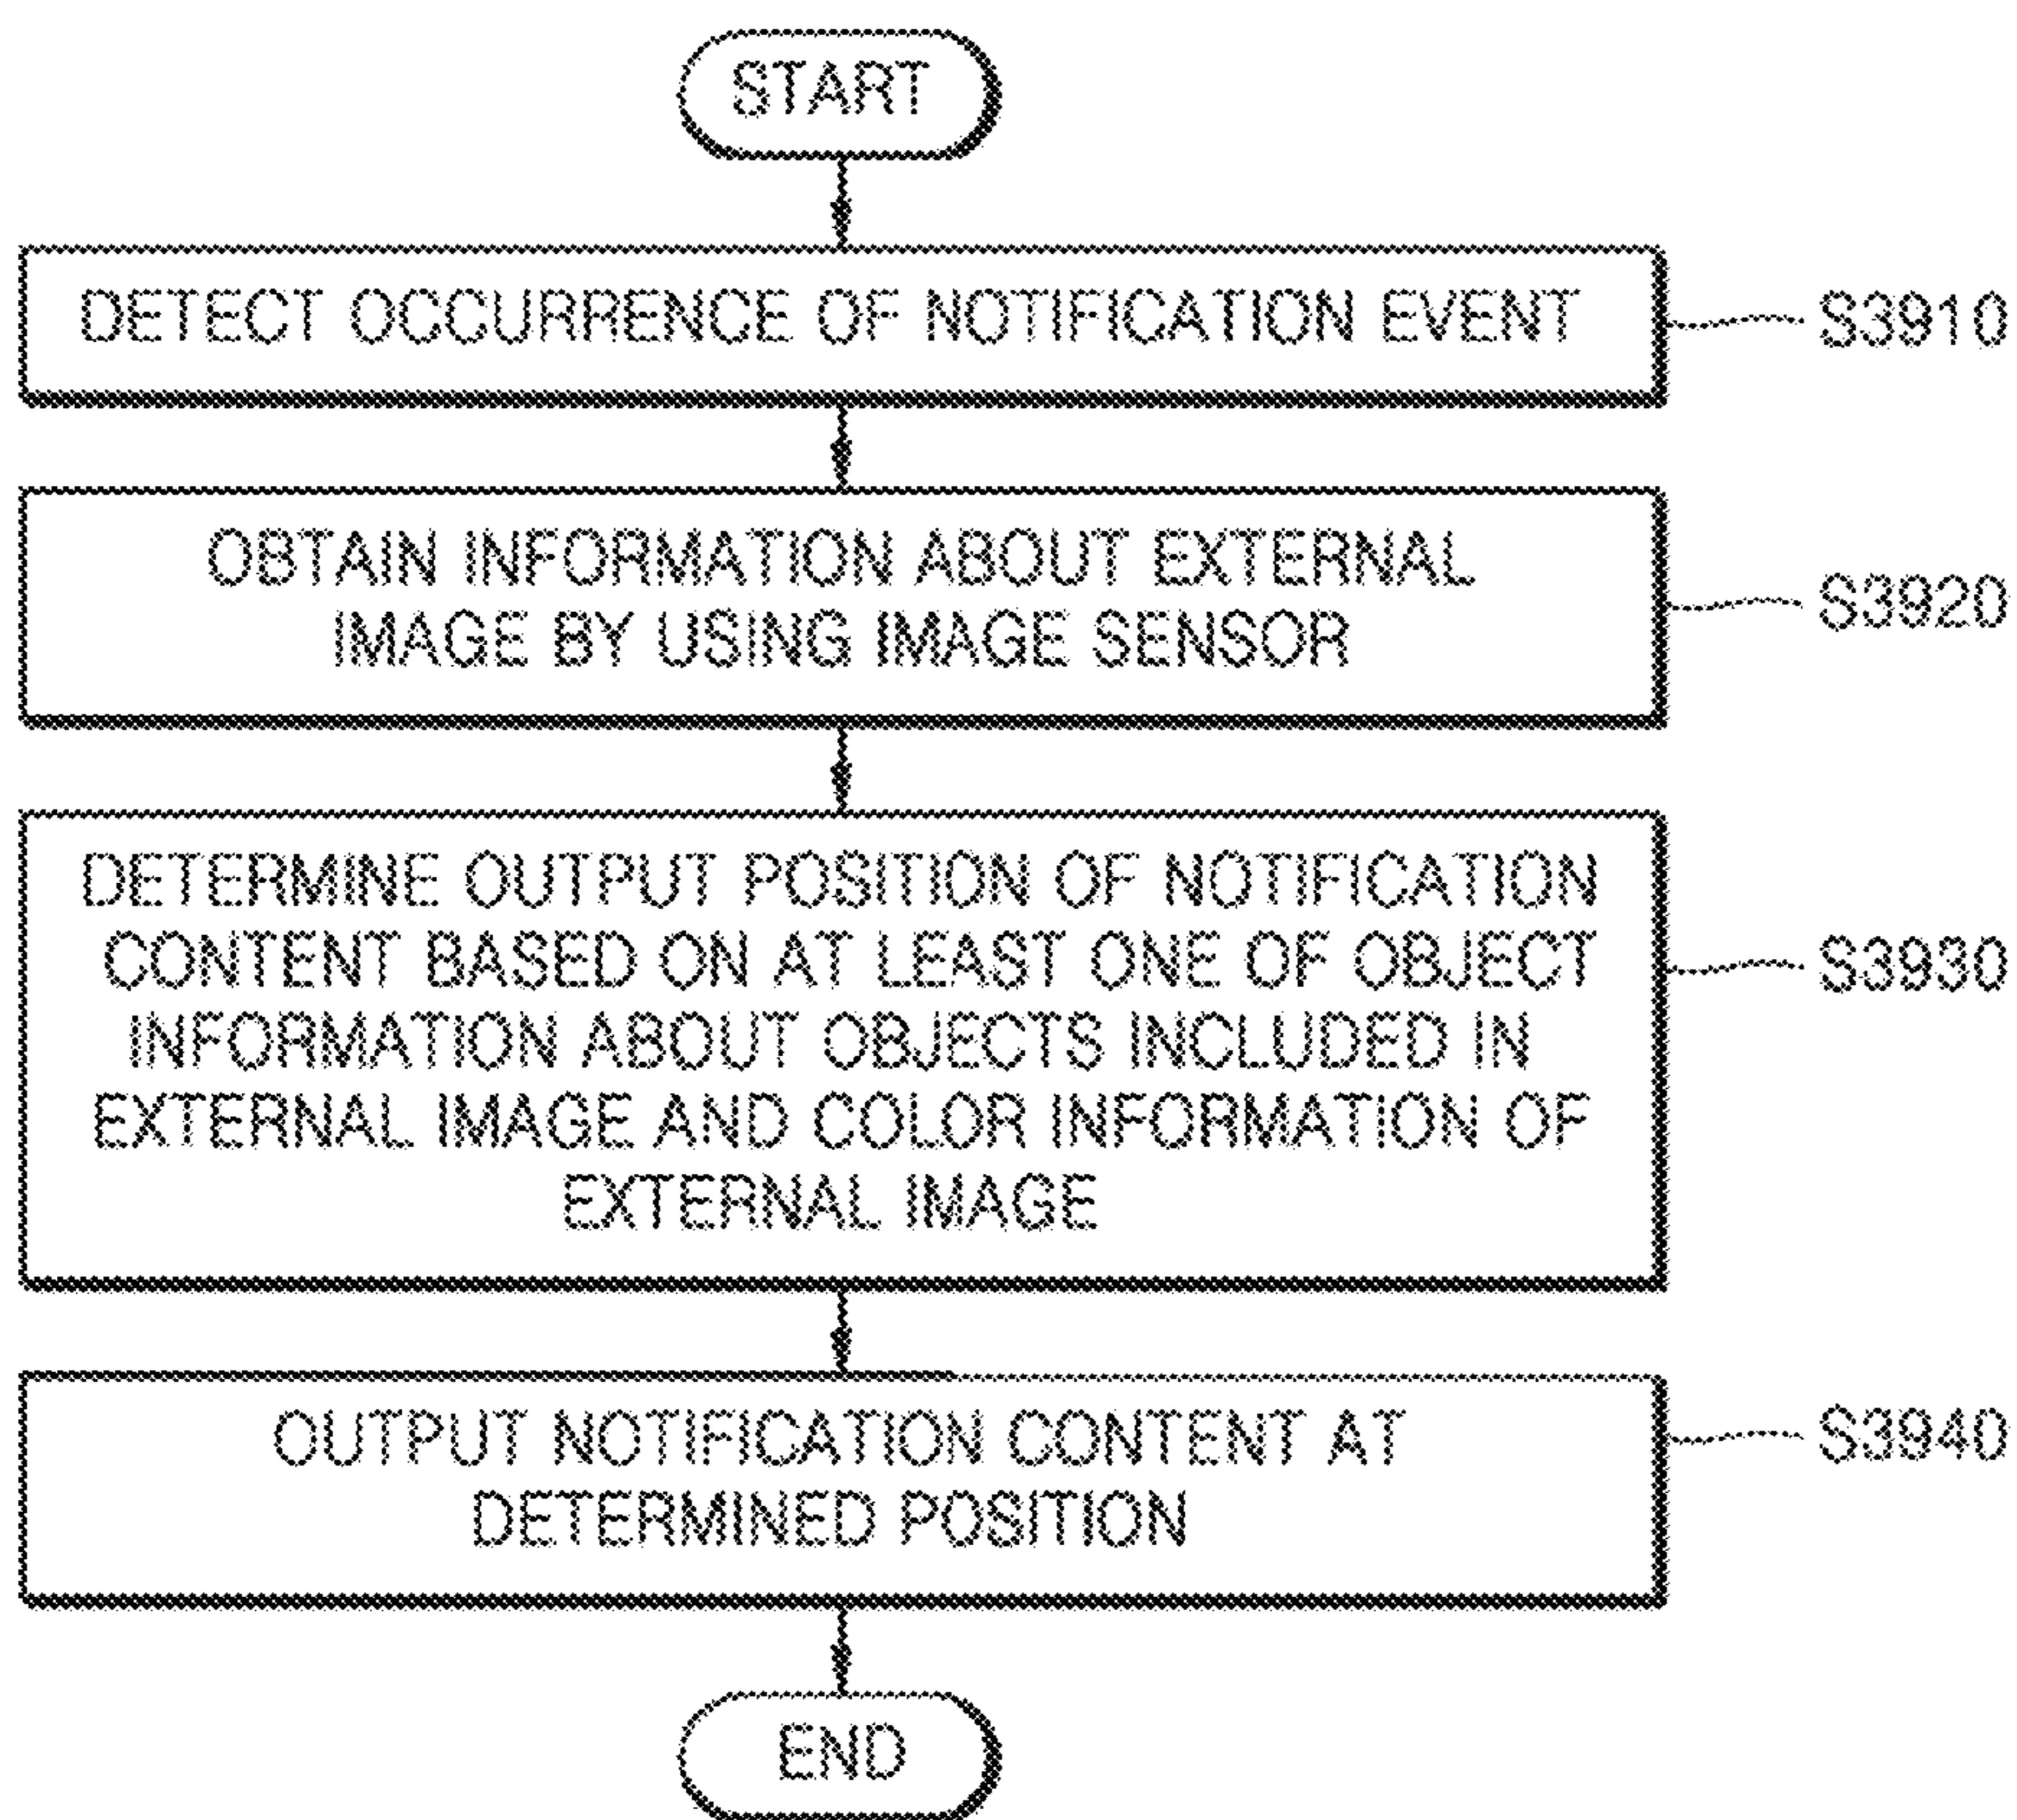 START
DETECT OCCURRENCE OF NOTIFICATION EVENT
S3910
OBTAIN INFORMATION ABOUT EXTERNAL
IMAGE BY USING IMAGE SENSOR
S3920
DETERMINE OUTPUT POSITION OF NOTIFICATION
CONTENT BASED ON AT LEAST ONE OF OBJECT
INFORMATION ABOUT OBJECTS INCLUDED IN
EXTERNAL IMAGE AND COLOR INFORMATION OF
EXTERNAL IMAGE
S3930
OUTPUT NOTIFICATION CONTENT AT
DETERMINED POSITION
S3940
END